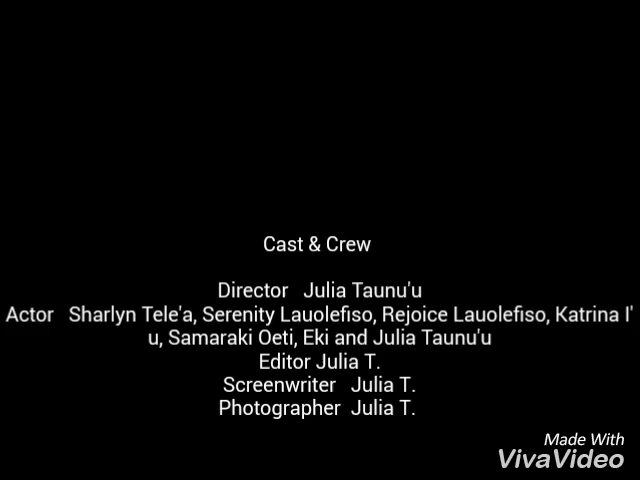 Cast & Crew
Director Julia Taunu'u
Actor Sharlyn Tele'a, Serenity Lauolefiso, Rejoice Lauolefiso, Katrina I'
u, Samaraki Oeti, Eki and Julia Taunu'u
Editor Julia T.
Screenwriter Julia T.
Photographer Julia T.
Made With
VivaVideo